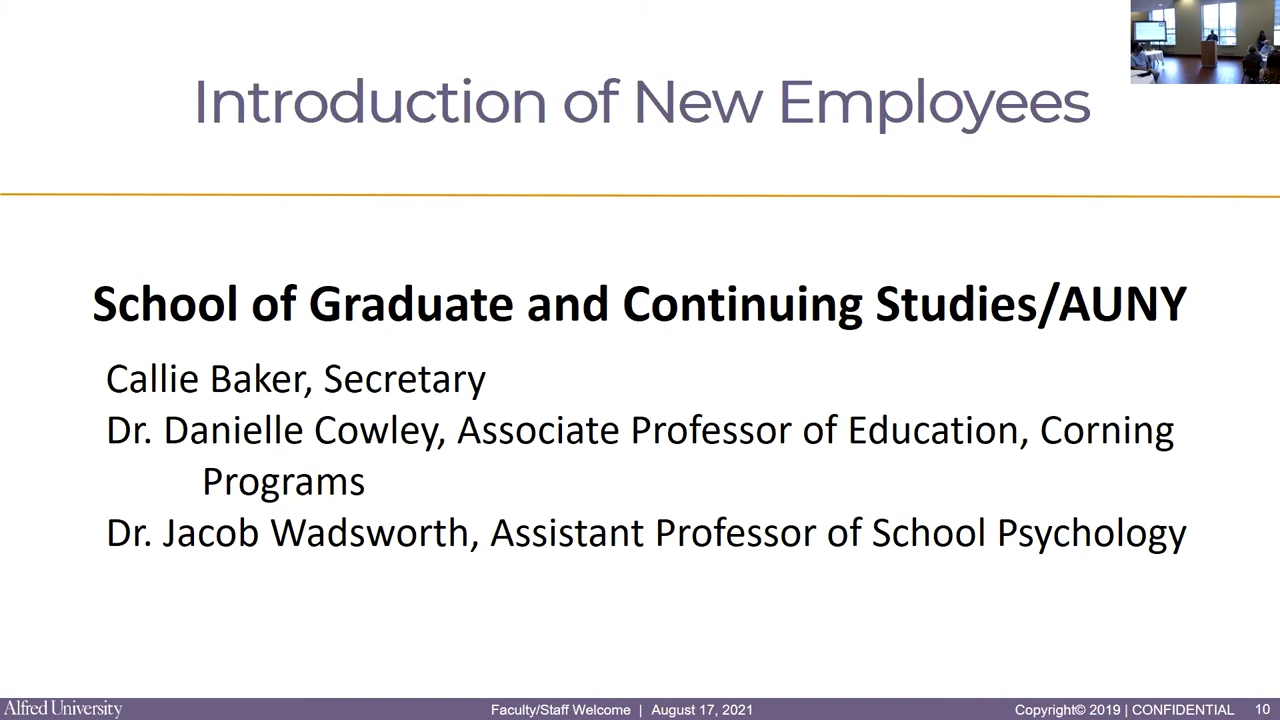 Introduction of New Employees
School of Graduate and Continuing Studies/AUNY
Callie Baker, Secretary
Dr. Danielle Cowley, Associate Professor of Education, Corning
Programs
Dr. Jacob Wadsworth, Assistant Professor of School Psychology
Alfred University
Faculty/Staff Welcome | August 17, 2021
Copyright© 2019 | CONFIDENTIAL 10